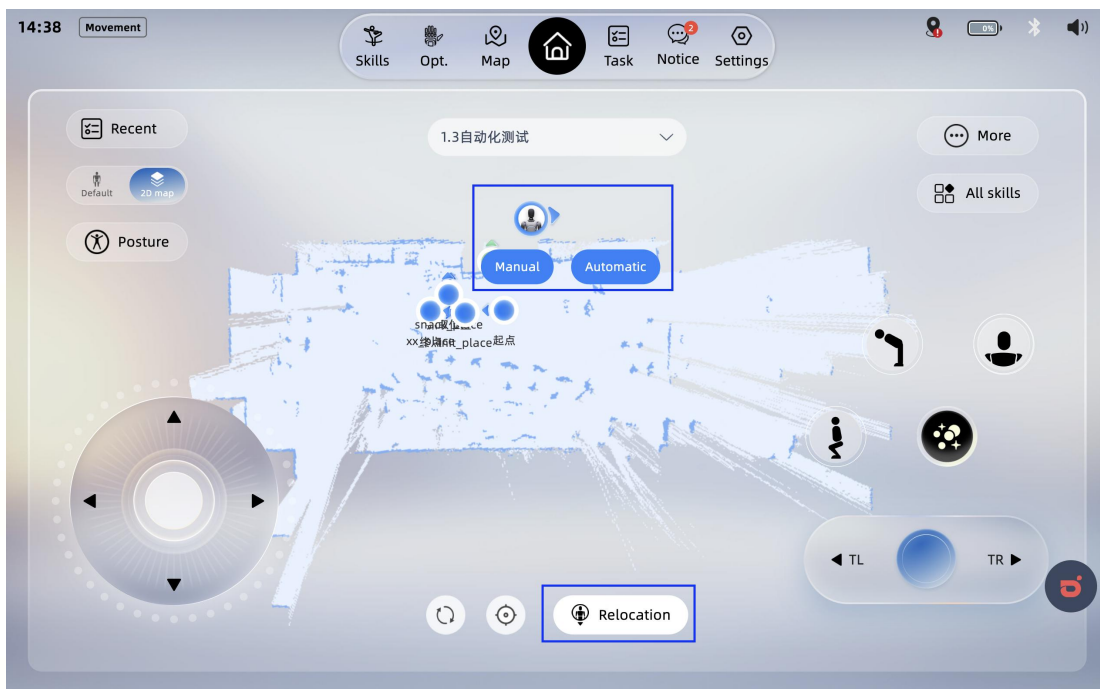 14:38 Movement
Skills Opt. Map Task Notice 2 Settings
0%
Recent
1.3自动化测试
More
Default 2D map
All skills
Posture
Manual Automatic
起点
TL TR
Relocation